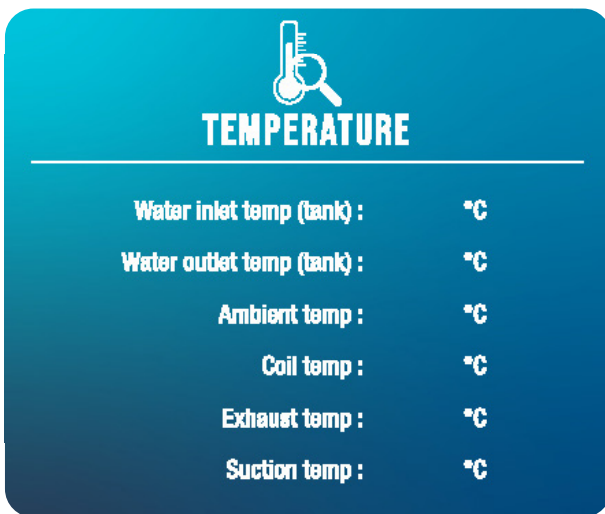 TEMPERATURE
Water inlet temp (tank) : °C
Water outlet temp (tank) : °C
Ambient temp : °C
Coil temp : °C
Exhaust temp : °C
Suction temp : °C